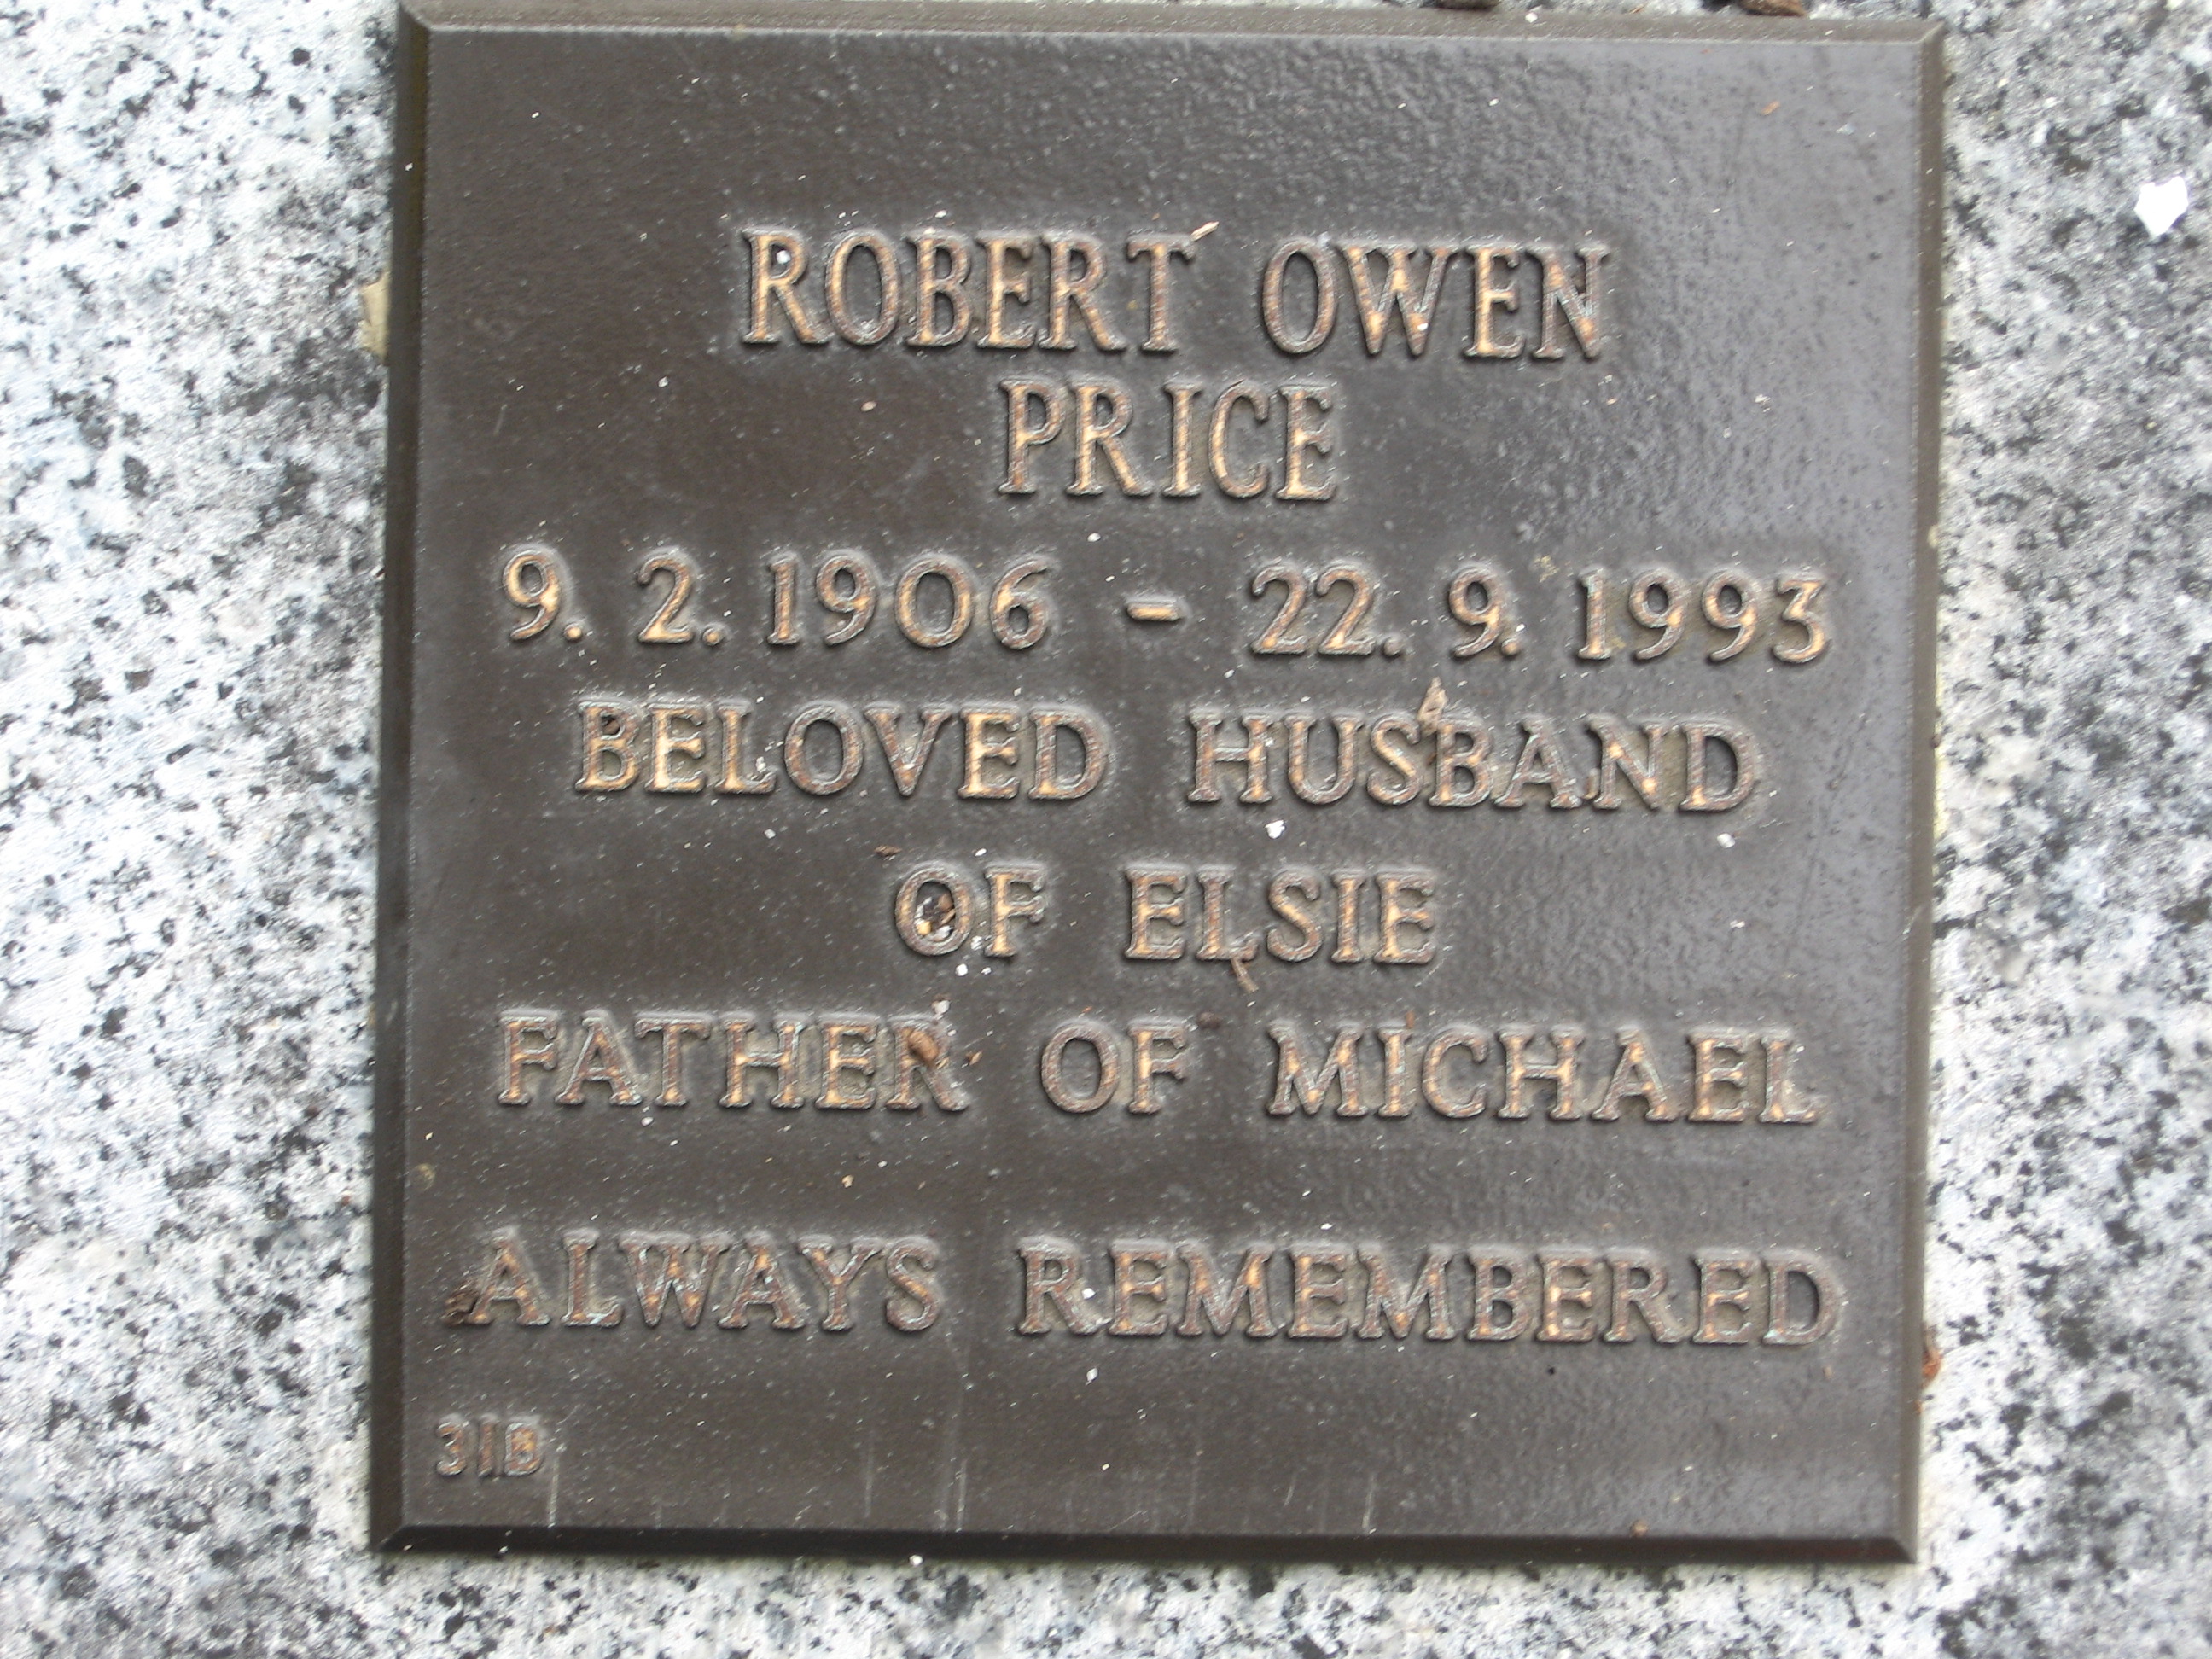 ROBERT OWEN
PRICE
9. 2. 1906 - 22. 9. 1993
BELOVED HUSBAND
OF ELSIE
FATHER OF MICHAEL
ALWAYS REMEMBERED
31B